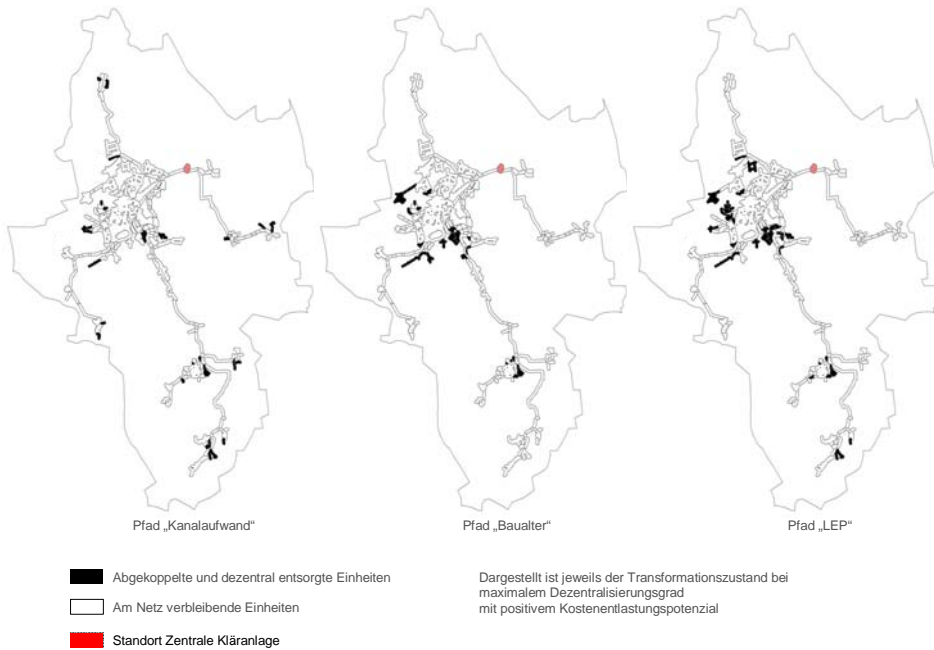 Pfad „Kanalaufwand“
Pfad „Baualter“
Pfad „LEP“
Abgekoppelte und dezentral entsorgte Einheiten
Am Netz verbleibende Einheiten
Standort Zentrale Kläranlage
Dargestellt ist jeweils der Transformationszustand bei
maximalem Dezentralisierungsgrad
mit positivem Kostenentlastungspotenzial